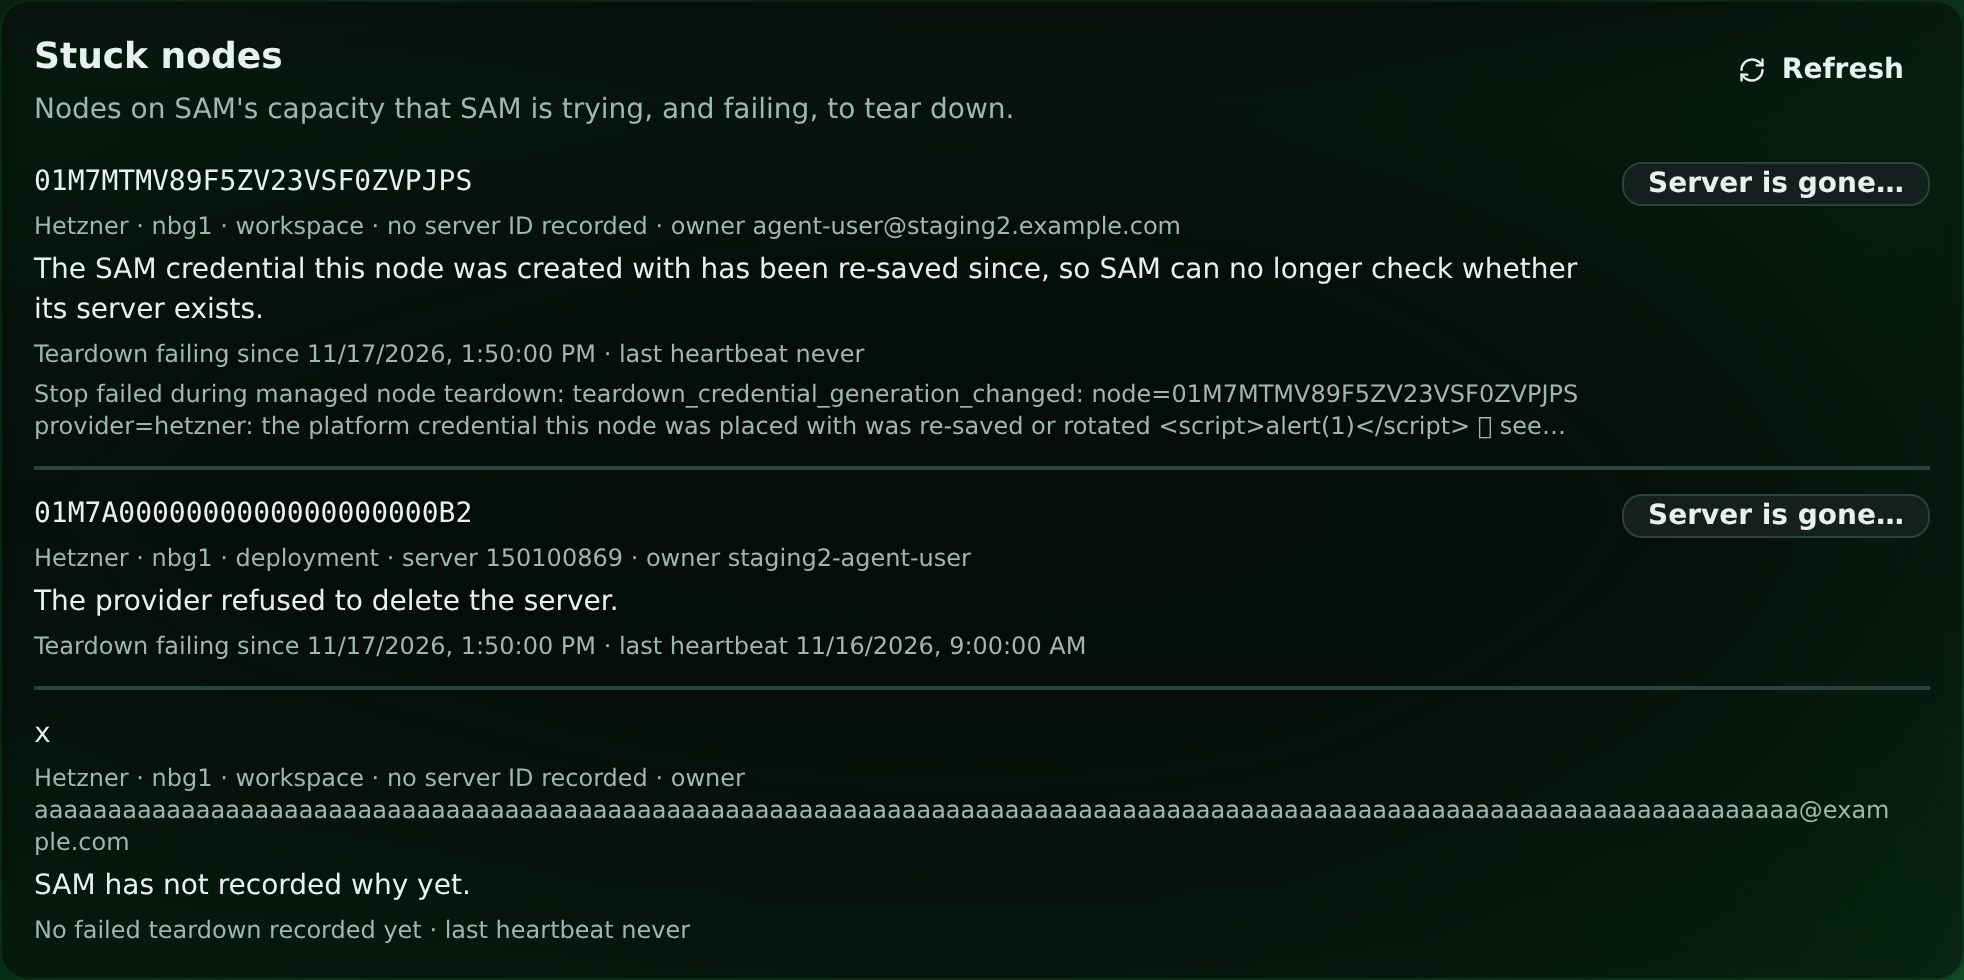 Stuck nodes
Refresh
Nodes on SAM's capacity that SAM is trying, and failing, to tear down.
01M7MTMV89F5ZV23VSF0ZVPJPS
Server is gone…
Hetzner · nbg1 · workspace · no server ID recorded · owner agent-user@staging2.example.com
The SAM credential this node was created with has been re-saved since, so SAM can no longer check whether
its server exists.
Teardown failing since 11/17/2026, 1:50:00 PM · last heartbeat never
Stop failed during managed node teardown: teardown_credential_generation_changed: node=01M7MTMV89F5ZV23VSF0ZVPJPS
provider=hetzner: the platform credential this node was placed with was re-saved or rotated <script>alert(1)</script> ▯ see…
01M7A0000000000000000000B2
Server is gone…
Hetzner · nbg1 · deployment · server 150100869 · owner staging2-agent-user
The provider refused to delete the server.
Teardown failing since 11/17/2026, 1:50:00 PM · last heartbeat 11/16/2026, 9:00:00 AM
x
Hetzner · nbg1 · workspace · no server ID recorded · owner
aaaaaaaaaaaaaaaaaaaaaaaaaaaaaaaaaaaaaaaaaaaaaaaaaaaaaaaaaaaaaaaaaaaaaaaaaaaaaaaaaaaaaaaaaaaaaaaaaaaaaaaaaaaaaaaaaaaaaaaa@exam
ple.com
SAM has not recorded why yet.
No failed teardown recorded yet · last heartbeat never